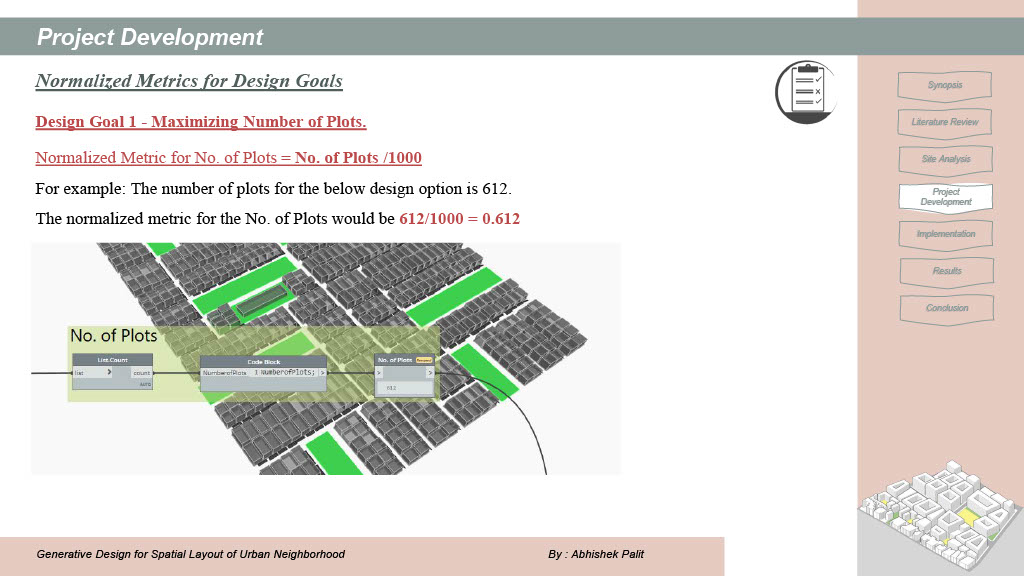 Project Development
Normalized Metrics for Design Goals
Design Goal 1 - Maximizing Number of Plots.
Normalized Metric for No. of Plots = No. of Plots /1000
For example: The number of plots for the below design option is 612.
The normalized metric for the No. of Plots would be 612/1000 = 0.612
No. of Plots
List.Count
list > count
AUTO
Code Block
NumberofPlots 1 NumberofPlots; >
No. of Plots
> >
612
Synopsis
Literature Review
Site Analysis
Project
Development
Implementation
Results
Conclusion
Generative Design for Spatial Layout of Urban Neighborhood
By : Abhishek Palit